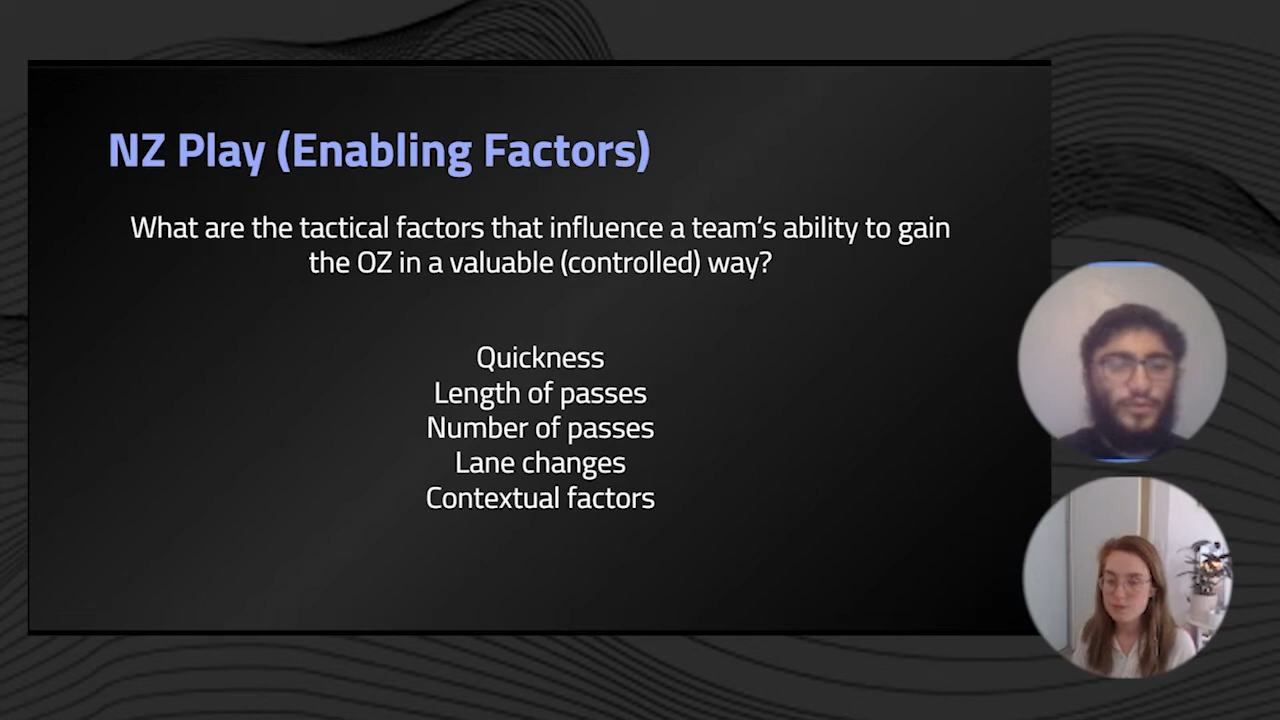 NZ Play (Enabling Factors)
What are the tactical factors that influence a team's ability to gain
the OZ in a valuable (controlled) way?
Quickness
Length of passes
Number of passes
Lane changes
Contextual factors